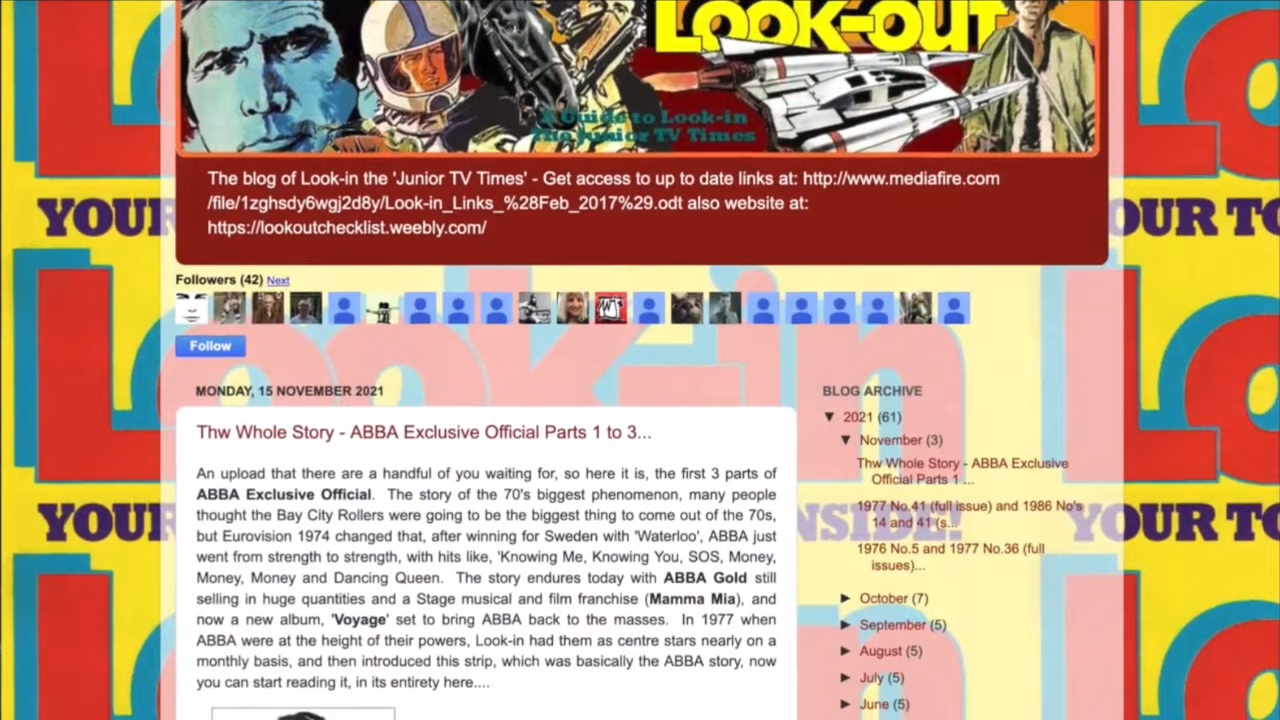 LOOK-OUT
A Guide to Look-in
The Junior TV Times
The blog of Look-in the 'Junior TV Times' - Get access to up to date links at: http://www.mediafire.com
/file/1zghsdy6wgj2d8y/Look-in_Links_%28Feb_2017%29.odt also website at:
https://lookoutchecklist.weebly.com/
YOUR
OUR TO
Look-in
Followers (42) Next
Follow
MONDAY, 15 NOVEMBER 2021
Thw Whole Story - ABBA Exclusive Official Parts 1 to 3...
An upload that there are a handful of you waiting for, so here it is, the first 3 parts of
ABBA Exclusive Official. The story of the 70's biggest phenomenon, many people
thought the Bay City Rollers were going to be the biggest thing to come out of the 70s,
but Eurovision 1974 changed that, after winning for Sweden with 'Waterloo', ABBA just
went from strength to strength, with hits like, 'Knowing Me, Knowing You, SOS, Money,
Money, Money and Dancing Queen. The story endures today with ABBA Gold still
selling in huge quantities and a Stage musical and film franchise (Mamma Mia), and
now a new album, 'Voyage' set to bring ABBA back to the masses. In 1977 when
ABBA were at the height of their powers, Look-in had them as centre stars nearly on a
monthly basis, and then introduced this strip, which was basically the ABBA story, now
you can start reading it, in its entirety here....
BLOG ARCHIVE
▼ 2021 (61)
▼ November (3)
Thw Whole Story - ABBA Exclusive
Official Parts 1 ...
1977 No.41 (full issue) and 1986 No's
14 and 41 (s...
1976 No.5 and 1977 No.36 (full
issues)...
► October (7)
► September (5)
► August (5)
► July (5)
► June (5)
YOUR
NSIDE!
YOUR TO